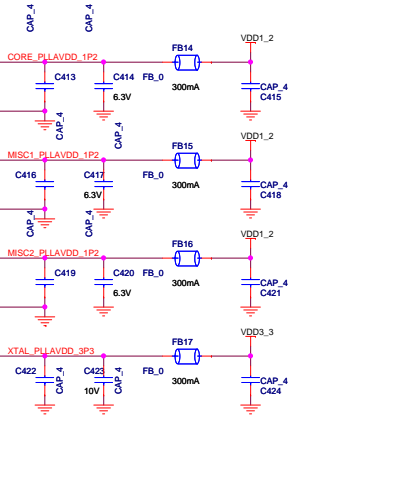 CAP_4
CAP_4
VDD1_2
FB14
CORE_PLLAVDD_1P2
C413
C414
FB_0
300mA
CAP_4
C415
6.3V
CAP_4
CAP_4
VDD1_2
FB15
MISC1_PLLAVDD_1P2
C416
C417
FB_0
300mA
CAP_4
C418
6.3V
CAP_4
CAP_4
VDD1_2
FB16
MISC2_PLLAVDD_1P2
C419
C420
FB_0
300mA
CAP_4
C421
6.3V
VDD3_3
FB17
XTAL_PLLAVDD_3P3
C422
CAP_4
C423
CAP_4
FB_0
300mA
CAP_4
C424
10V